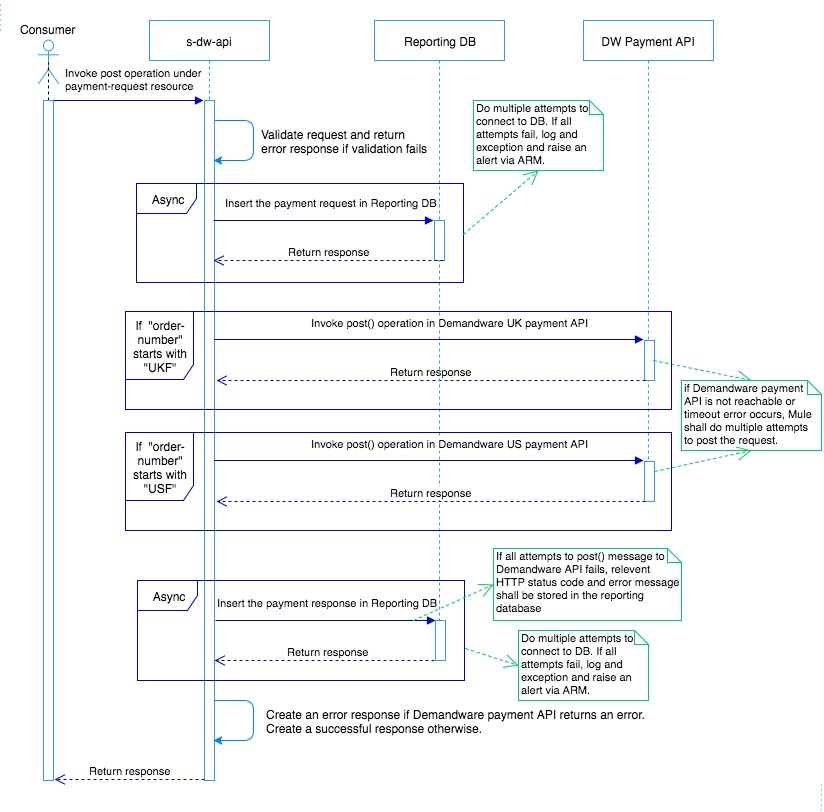 Consumer
s-dw-api
Reporting DB
DW Payment API
Invoke post operation under
payment-request resource
Do multiple attempts to
connect to DB. If all
attempts fail, log and
exception and raise an
alert via ARM.
Validate request and return
error response if validation fails
Async
Insert the payment request in Reporting DB
Return response
If "order-
number"
starts with
"UKF"
Invoke post() operation in Demandware UK payment API
Return response
if Demandware payment
API is not reachable or
timeout error occurs, Mule
shall do multiple attempts
to post the request.
If "order-
number"
starts with
"USF"
Invoke post() operation in Demandware US payment API
Return response
If all attempts to post() message to
Demandware API fails, relevent
HTTP status code and error message
shall be stored in the reporting
database
Async
Insert the payment response in Reporting DB
Return response
Do multiple attempts to
connect to DB. If all
attempts fail, log and
exception and raise an
alert via ARM.
Create an error response if Demandware payment API returns an error.
Create a successful response otherwise.
Return response